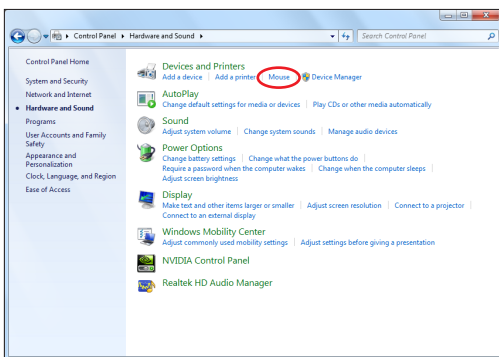 Control Panel ▸ Hardware and Sound ▸
Search Control Panel
Control Panel Home
System and Security
Network and Internet
Hardware and Sound
Programs
User Accounts and Family
Safety
Appearance and
Personalization
Clock, Language, and Region
Ease of Access
Devices and Printers
Add a device | Add a printer Mouse Device Manager
AutoPlay
Change default settings for media or devices | Play CDs or other media automatically
Sound
Adjust system volume | Change system sounds | Manage audio devices
Power Options
Change battery settings | Change what the power buttons do |
Require a password when the computer wakes | Change when the computer sleeps |
Adjust screen brightness
Display
Make text and other items larger or smaller | Adjust screen resolution | Connect to a projector |
Connect to an external display
Windows Mobility Center
Adjust commonly used mobility settings | Adjust settings before giving a presentation
NVIDIA Control Panel
Realtek HD Audio Manager